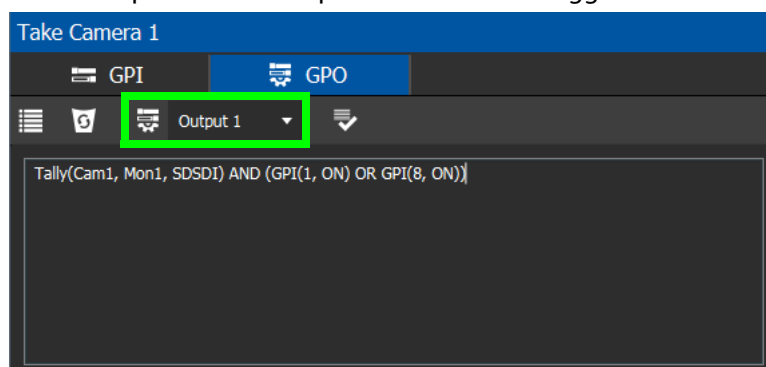 Take Camera 1
GPI GPO
Output 1
Tally(Cam1, Mon1, SDSDI) AND (GPI(1, ON) OR GPI(8, ON))